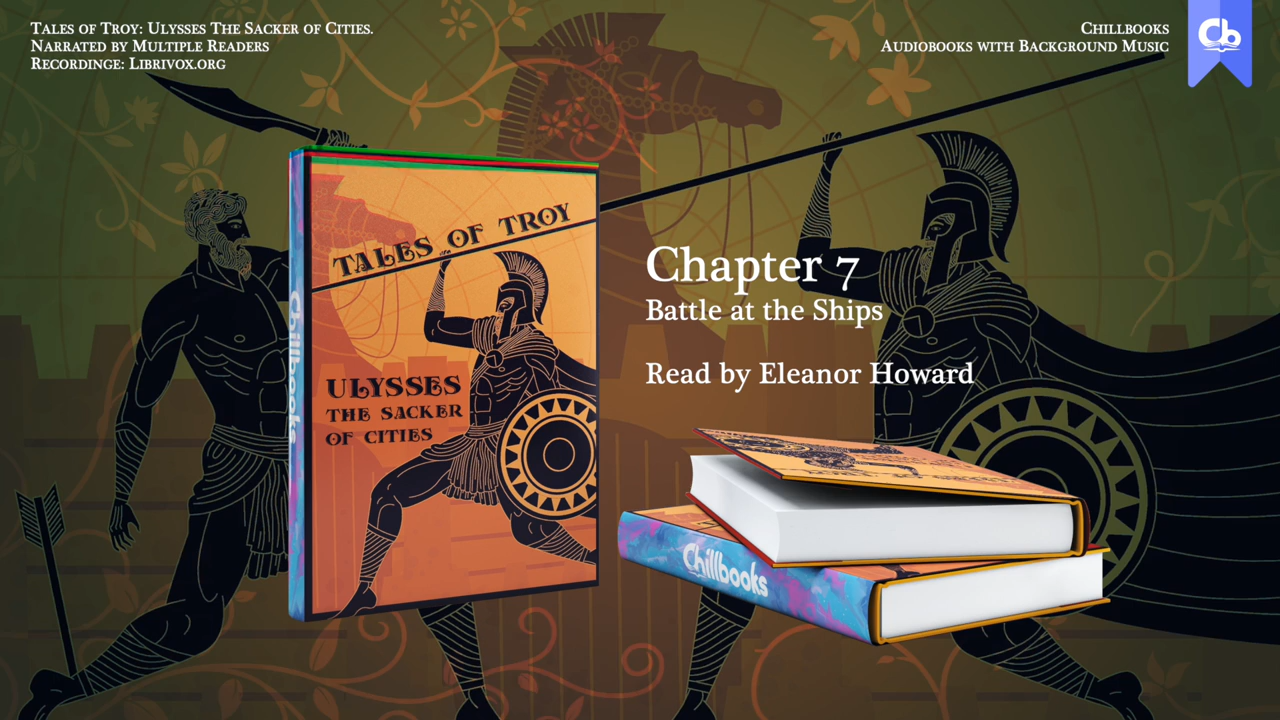 Tales of Troy: Ulysses The Sacker of Cities.
Narrated by Multiple Readers
Recordinge: Librivox.org
Chillbooks
Audiobooks with Background Music
Cb
TALES OF TROY
ULYSSES
THE SACKER
OF CITIES
Chillbooks
Chapter 7
Battle at the Ships
Read by Eleanor Howard
Chillbooks